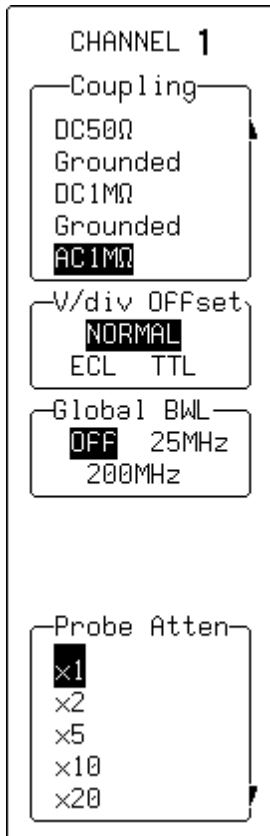 CHANNEL 1
Coupling
DC50Ω
Grounded
DC1MΩ
Grounded
AC1MΩ
V/div OFFset
NORMAL
ECL TTL
Global BWL
OFF 25MHz
200MHz
Probe Atten
×1
×2
×5
×10
×20